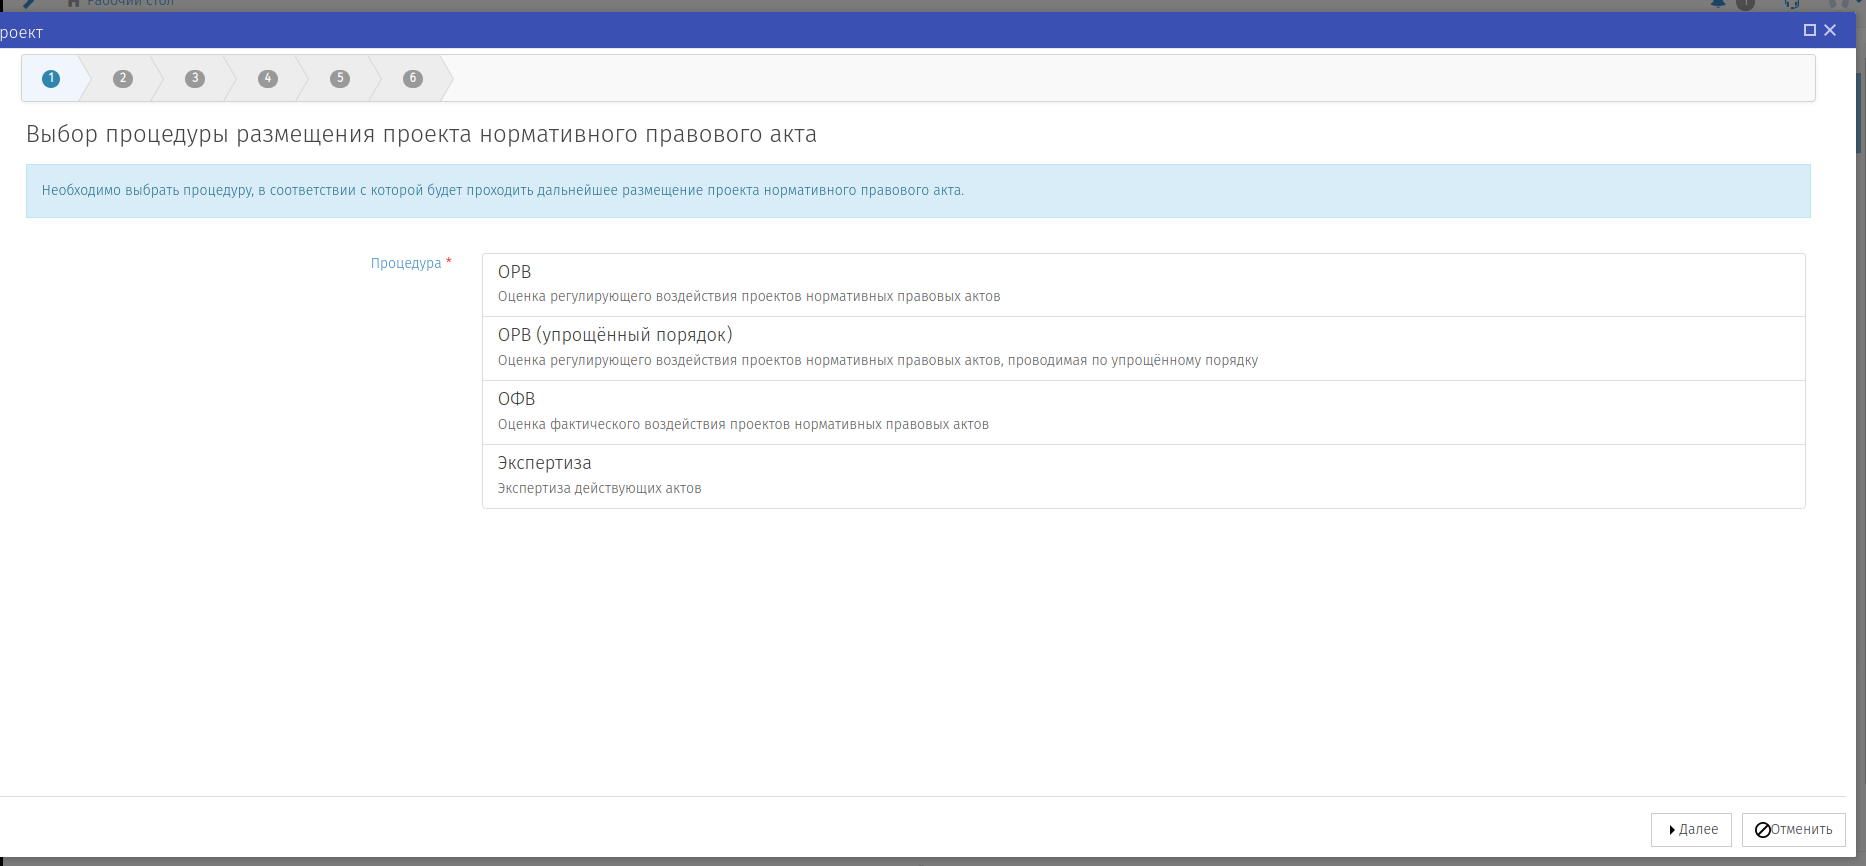 Рабочий стол
1
роект
1 2 3 4 5 6
Выбор процедуры размещения проекта нормативного правового акта
Необходимо выбрать процедуру, в соответствии с которой будет проходить дальнейшее размещение проекта нормативного правового акта.
Процедура *
ОРВ
Оценка регулирующего воздействия проектов нормативных правовых актов
ОРВ (упрощённый порядок)
Оценка регулирующего воздействия проектов нормативных правовых актов, проводимая по упрощённому порядку
ОФВ
Оценка фактического воздействия проектов нормативных правовых актов
Экспертиза
Экспертиза действующих актов
Далее
Отменить